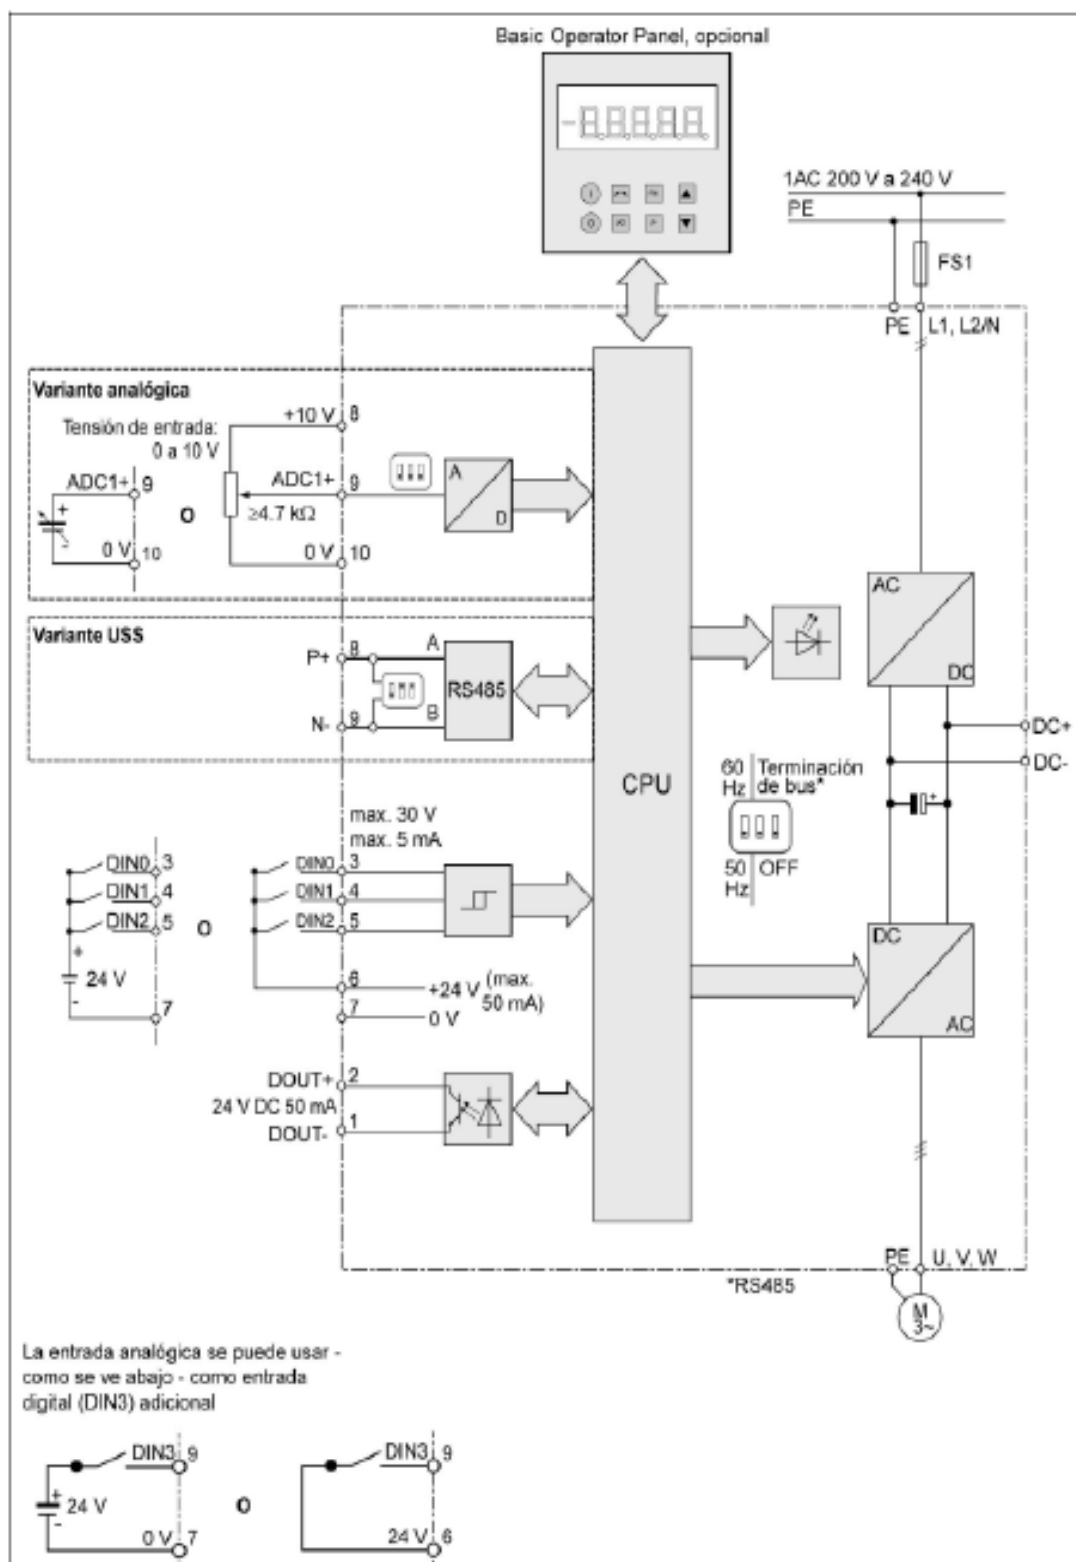 Basic Operator Panel, opcional
1AC 200 V a 240 V
PE
FS1
PE L1, L2/N
Variante analógica
Tensión de entrada:
0 a 10 V
+10 V 8
ADC1+ 9
ADC1+ 9
o
≥4.7 kΩ
0 V 10
0 V 10
A
D
Variante USS
P+ 8 A
RS485
N- 9 B
CPU
AC
DC
DC+
DC-
60 Hz
Terminación de bus*
50 Hz
OFF
max. 30 V
max. 5 mA
DIN0 3
DIN1 4
DIN2 5
+
24 V
-
7
o
DIN0 3
DIN1 4
DIN2 5
6 +24 V (max. 50 mA)
7 0 V
DC
AC
DOUT+ 2
24 V DC 50 mA
DOUT- 1
PE U, V, W
*RS485
M
3~
La entrada analógica se puede usar -
como se ve abajo - como entrada
digital (DIN3) adicional
DIN3 9
+
24 V
-
0 V 7
o
DIN3 9
24 V 6